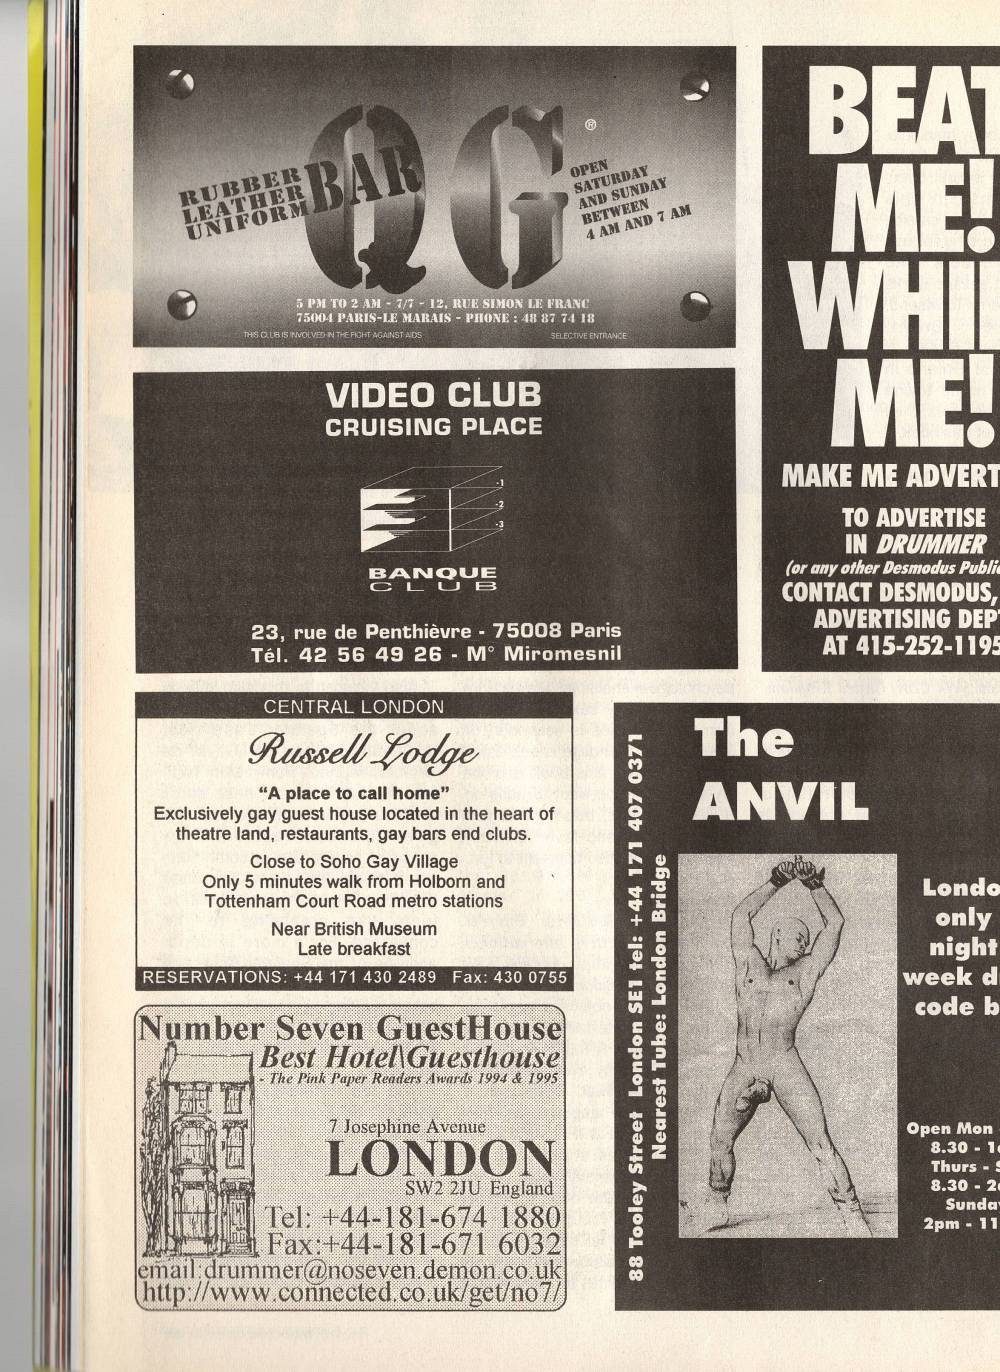 RUBBER
LEATHER
UNIFORM
BAR
QG®
OPEN
SATURDAY
AND SUNDAY
BETWEEN
4 AM AND 7 AM
5 PM TO 2 AM - 7/7 - 12, RUE SIMON LE FRANC
75004 PARIS-LE MARAIS - PHONE : 48 87 74 18
THIS CLUB IS INVOLVED IN THE FIGHT AGAINST AIDS
SELECTIVE ENTRANCE
VIDEO CLUB
CRUISING PLACE
-1
-2
-3
BANQUE
CLUB
23, rue de Penthièvre - 75008 Paris
Tél. 42 56 49 26 - M° Miromesnil
CENTRAL LONDON
Russell Lodge
“A place to call home”
Exclusively gay guest house located in the heart of
theatre land, restaurants, gay bars end clubs.
Close to Soho Gay Village
Only 5 minutes walk from Holborn and
Tottenham Court Road metro stations
Near British Museum
Late breakfast
RESERVATIONS: +44 171 430 2489 Fax: 430 0755
Number Seven GuestHouse
Best Hotel\Guesthouse
- The Pink Paper Readers Awards 1994 & 1995
7 Josephine Avenue
LONDON
SW2 2JU England
Tel: +44-181-674 1880
Fax:+44-181-671 6032
email:drummer@noseven.demon.co.uk
http://www.connected.co.uk/get/no7/
BEAT
ME!
WHI
ME!
MAKE ME ADVERT
TO ADVERTISE
IN DRUMMER
(or any other Desmodus Public
CONTACT DESMODUS,
ADVERTISING DEPT
AT 415-252-1195
The
ANVIL
88 Tooley Street London SE1 tel: +44 171 407 0371
Nearest Tube: London Bridge
Londo
only
night
week d
code b
Open Mon
8.30 - 1
Thurs - S
8.30 - 2
Sunday
2pm - 11